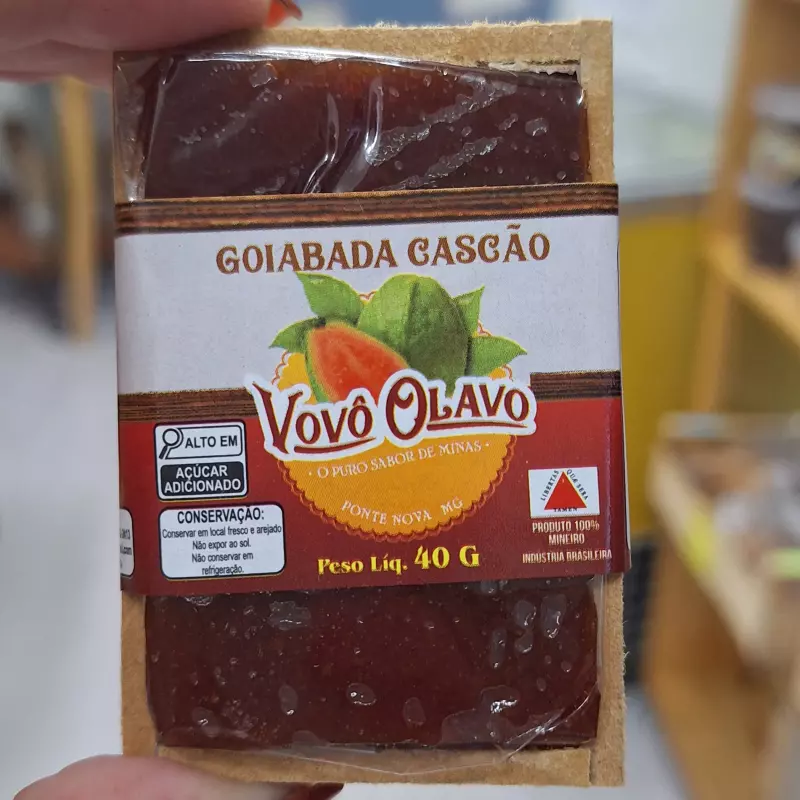 GOIABADA CASCÃO
VOVÔ OLAVO
• O PURO SABOR DE MINAS •
PONTE NOVA MG
ALTO EM
AÇÚCAR
ADICIONADO
CONSERVAÇÃO:
Conservar em local fresco e arejado
Não expor ao sol.
Não conservar em
refrigeração.
Peso Líq. 40 G
LIBERTAS QUE SERA
TAMEN
PRODUTO 100%
MINEIRO
INDÚSTRIA BRASILEIRA